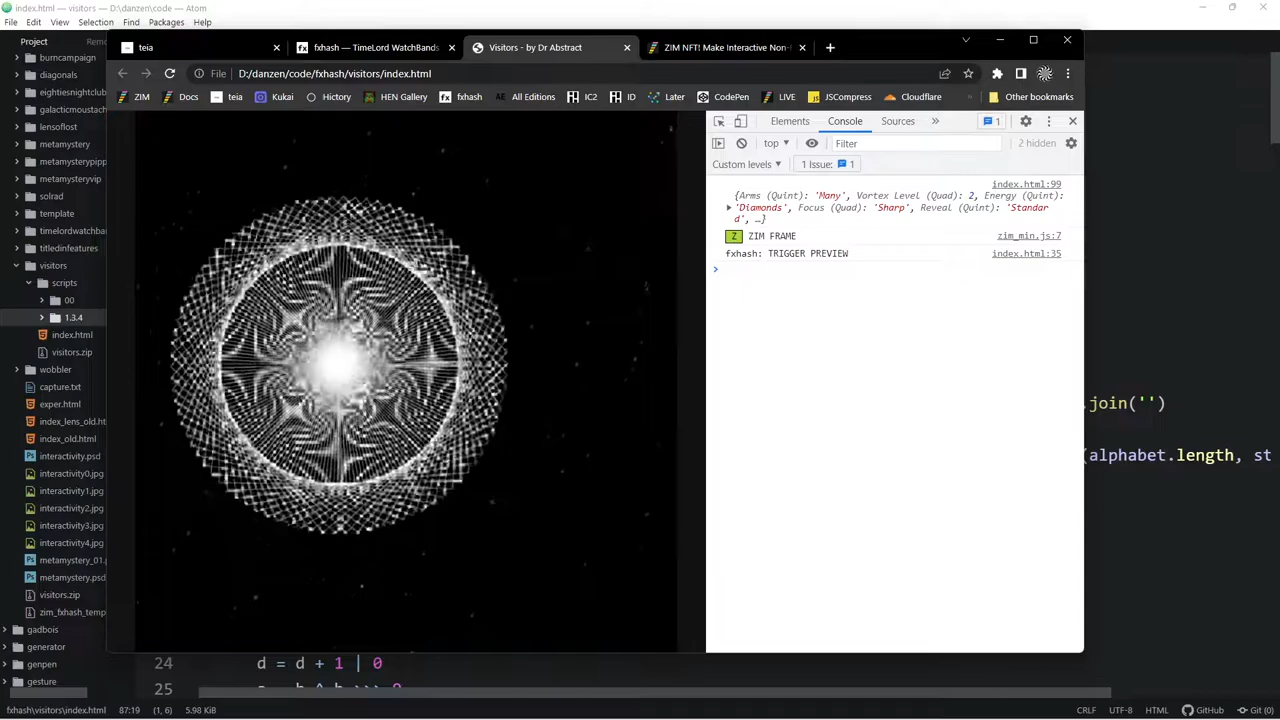 index.html — visitors — D:\danzen\code — Atom
File Edit View Selection Find Packages Help
Project
burncampaign
diagonals
eightiesnightclub
galacticmoustach
lensoflost
metamystery
metamysterypipp
metamysteryvip
solrad
template
timelordwatchban
titledinfeatures
visitors
scripts
00
1.3.4
index.html
visitors.zip
wobbler
capture.txt
exper.html
index_lens_old.ht
index_old.html
interactivity.psd
interactivity0.jpg
interactivity1.jpg
interactivity2.jpg
interactivity3.jpg
interactivity4.jpg
metamystery_01.
metamystery.psd
visitors.zip
zim_fxhash_temp
gadbois
generator
genpen
gesture
teia
fxhash — TimeLord WatchBands
Visitors - by Dr Abstract
ZIM NFT! Make Interactive Non-
File D:/danzen/code/fxhash/visitors/index.html
ZIM Docs teia Kukai Hictory HEN Gallery fxhash All Editions IC2 ID Later CodePen LIVE JSCompress Cloudflare » Other bookmarks
Elements Console Sources » 1
top Filter 2 hidden
Custom levels 1 Issue: 1
index.html:99
{Arms (Quint): 'Many', Vortex Level (Quad): 2, Energy (Quint):
'Diamonds', Focus (Quad): 'Sharp', Reveal (Quint): 'Standar
d', …}
Z ZIM FRAME zim_min.js:7
fxhash: TRIGGER PREVIEW index.html:35
.join('')
(alphabet.length, st
24 d = d + 1 | 0
25
fxhash\visitors\index.html 87:19 (1, 6) 5.98 KiB CRLF UTF-8 HTML GitHub Git (0)